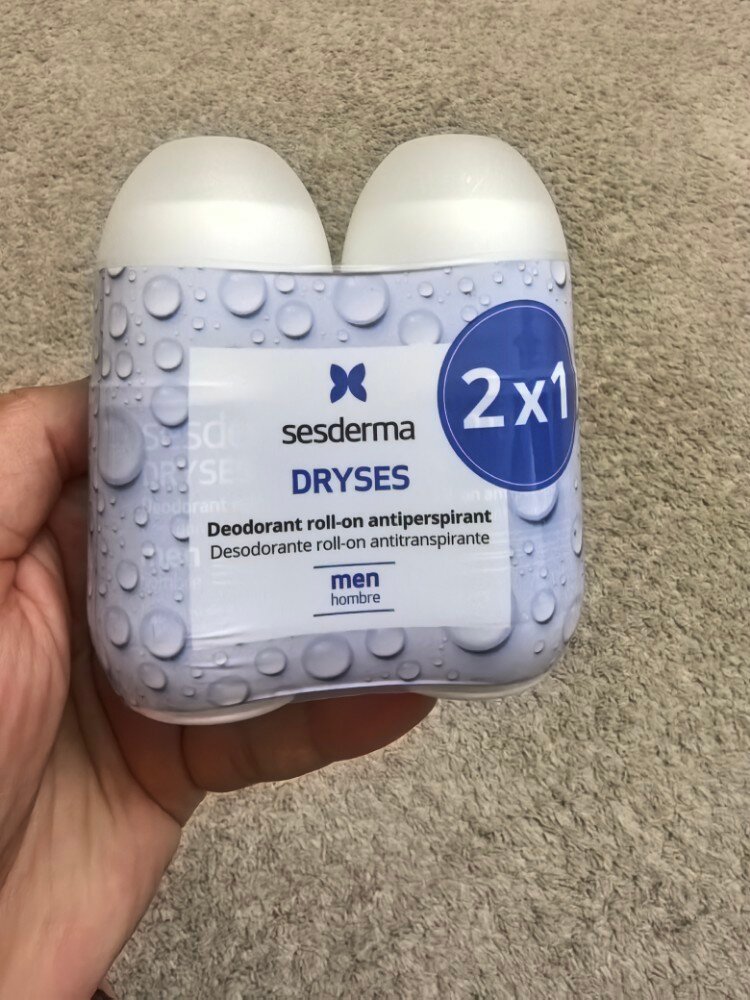 2x1
sesderma
DRYSES
Deodorant roll-on antiperspirant
Desodorante roll-on antitranspirante
men
hombre